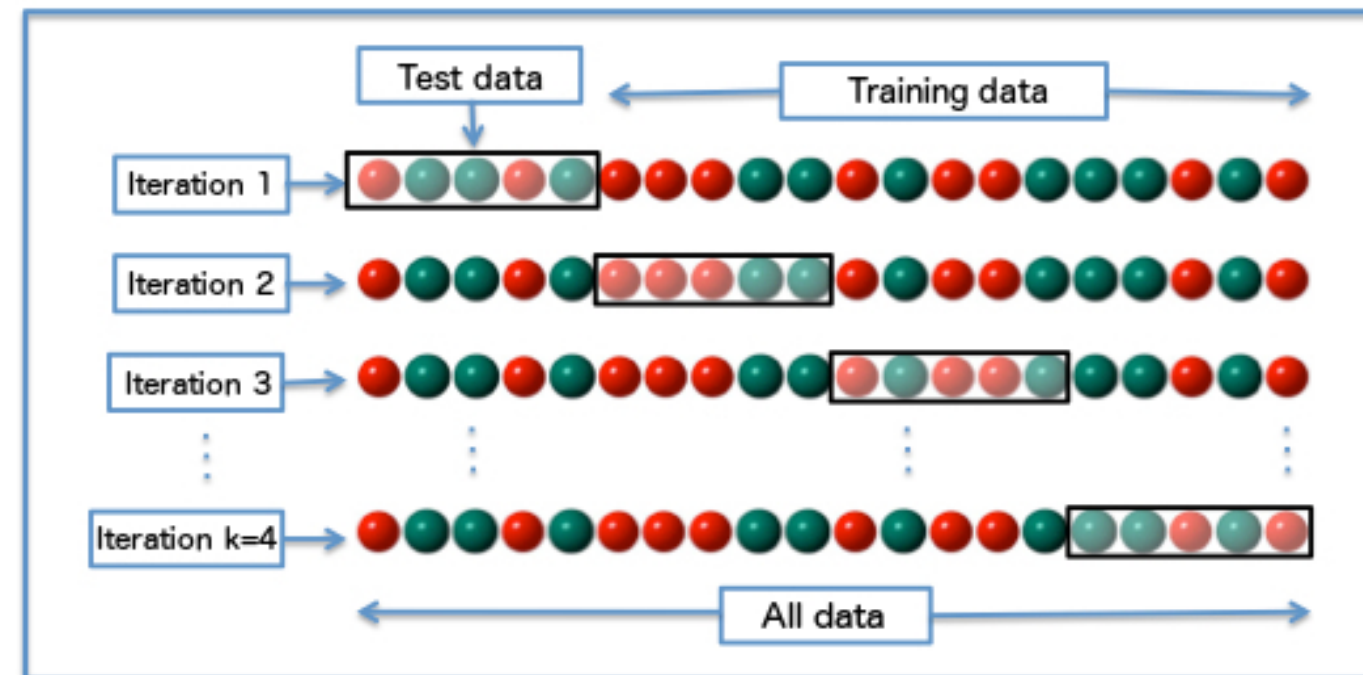 Test data
Training data
Iteration 1
Iteration 2
Iteration 3
Iteration k=4
All data